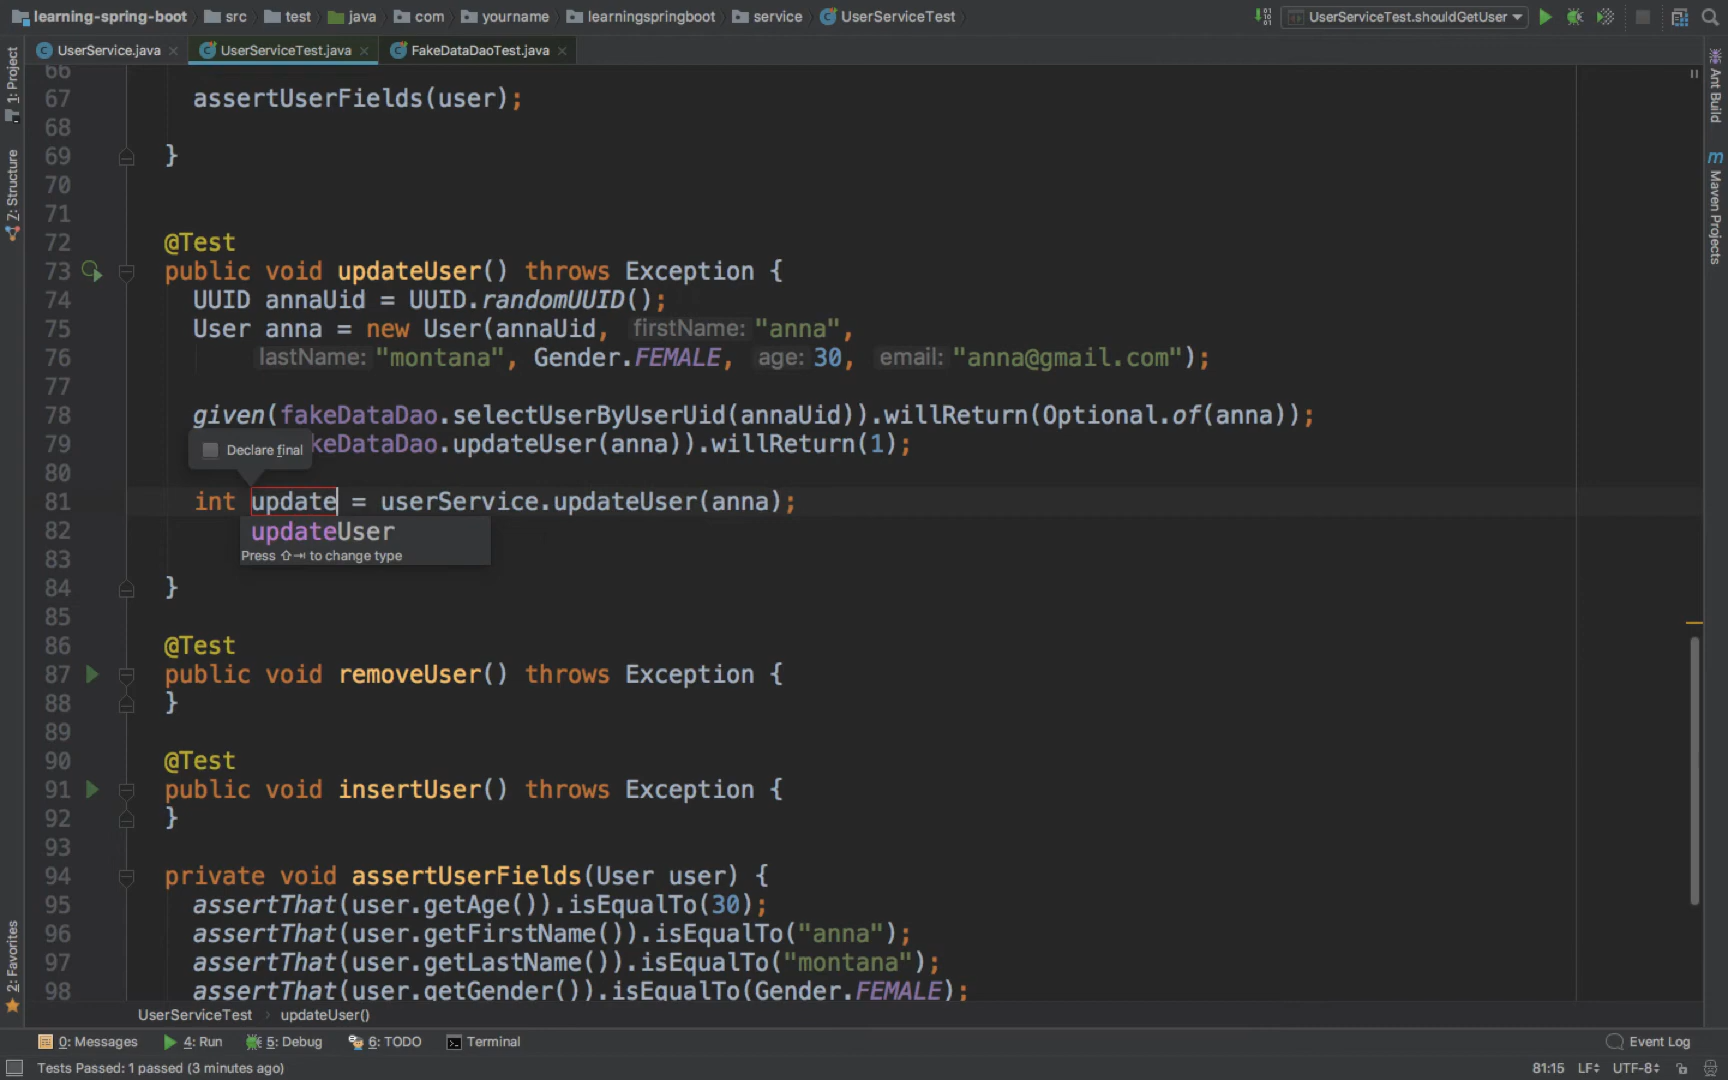 learning-spring-boot src test java com yourname learningspringboot service UserServiceTest UserServiceTest.shouldGetUser
UserService.java UserServiceTest.java FakeDataDaoTest.java
1: Project
7: Structure
2: Favorites
Ant Build
m Maven Projects
66
67 assertUserFields(user);
68
69 }
70
71
72 @Test
73 public void updateUser() throws Exception {
74 UUID annaUid = UUID.randomUUID();
75 User anna = new User(annaUid, firstName: "anna",
76 lastName: "montana", Gender.FEMALE, age: 30, email: "anna@gmail.com");
77
78 given(fakeDataDao.selectUserByUserUid(annaUid)).willReturn(Optional.of(anna));
79 keDataDao.updateUser(anna)).willReturn(1);
Declare final
80
81 int update = userService.updateUser(anna);
82 updateUser
Press ⇧⇥ to change type
83
84 }
85
86 @Test
87 public void removeUser() throws Exception {
88 }
89
90 @Test
91 public void insertUser() throws Exception {
92 }
93
94 private void assertUserFields(User user) {
95 assertThat(user.getAge()).isEqualTo(30);
96 assertThat(user.getFirstName()).isEqualTo("anna");
97 assertThat(user.getLastName()).isEqualTo("montana");
98 assertThat(user.getGender()).isEqualTo(Gender.FEMALE);
UserServiceTest › updateUser()
0: Messages 4: Run 5: Debug 6: TODO Terminal Event Log
Tests Passed: 1 passed (3 minutes ago) 81:15 LF UTF-8